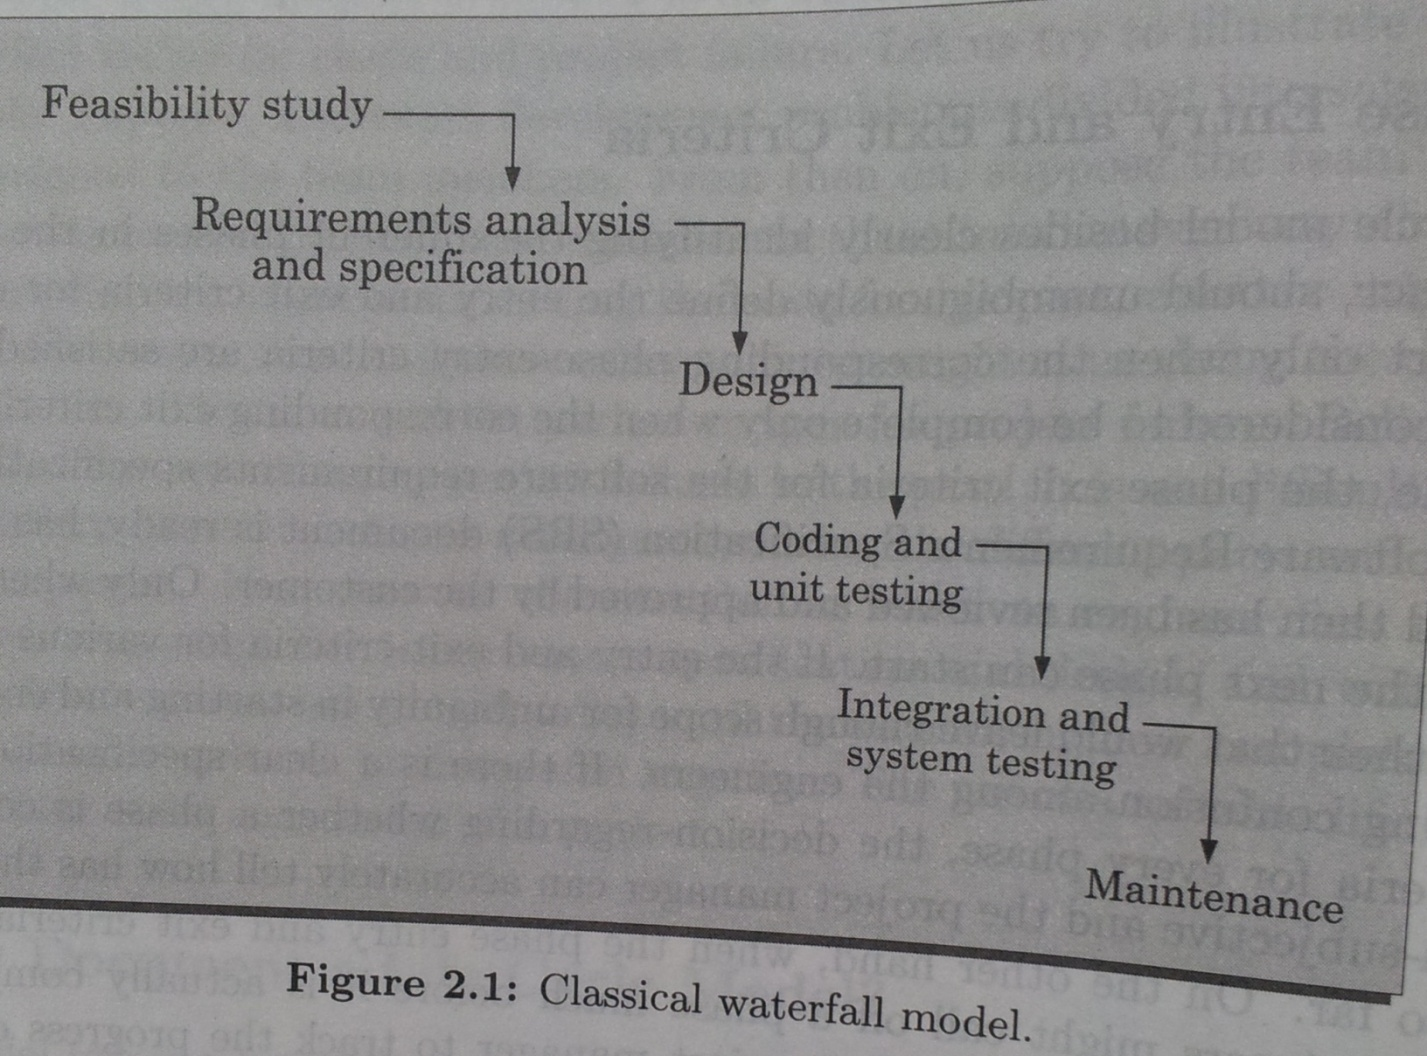 Feasibility study
Requirements analysis
and specification
Design
Coding and
unit testing
Integration and
system testing
Maintenance
Figure 2.1: Classical waterfall model.